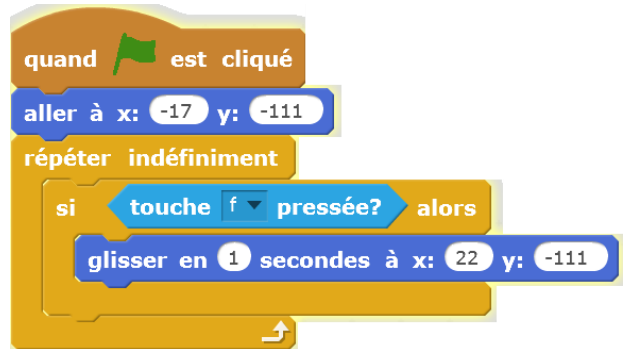 quand est cliqué
aller à x: -17 y: -111
répéter indéfiniment
si touche f pressée? alors
glisser en 1 secondes à x: 22 y: -111